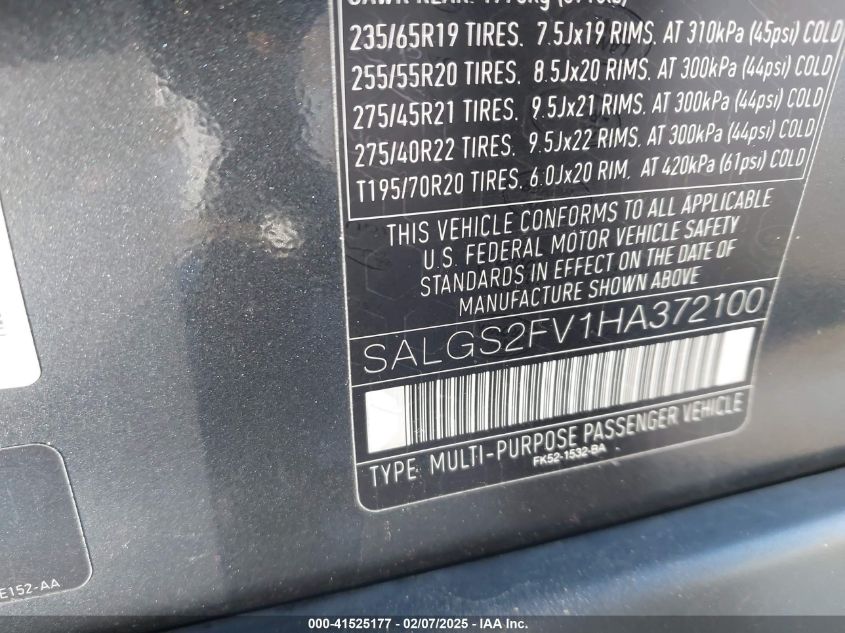 235/65R19 TIRES. 7.5Jx19 RIMS. AT 310kPa (45psi) COLD
255/55R20 TIRES. 8.5Jx20 RIMS. AT 300kPa (44psi) COLD
275/45R21 TIRES. 9.5Jx21 RIMS. AT 300kPa (44psi) COLD
275/40R22 TIRES. 9.5Jx22 RIMS. AT 300kPa (44psi) COLD
T195/70R20 TIRES. 6.0Jx20 RIM. AT 420kPa (61psi) COLD
THIS VEHICLE CONFORMS TO ALL APPLICABLE
U.S. FEDERAL MOTOR VEHICLE SAFETY
STANDARDS IN EFFECT ON THE DATE OF
MANUFACTURE SHOWN ABOVE
SALGS2FV1HA372100
TYPE: MULTI-PURPOSE PASSENGER VEHICLE
FK52-1532-BA
E152-AA
000-41525177 - 02/07/2025 - IAAI.COM